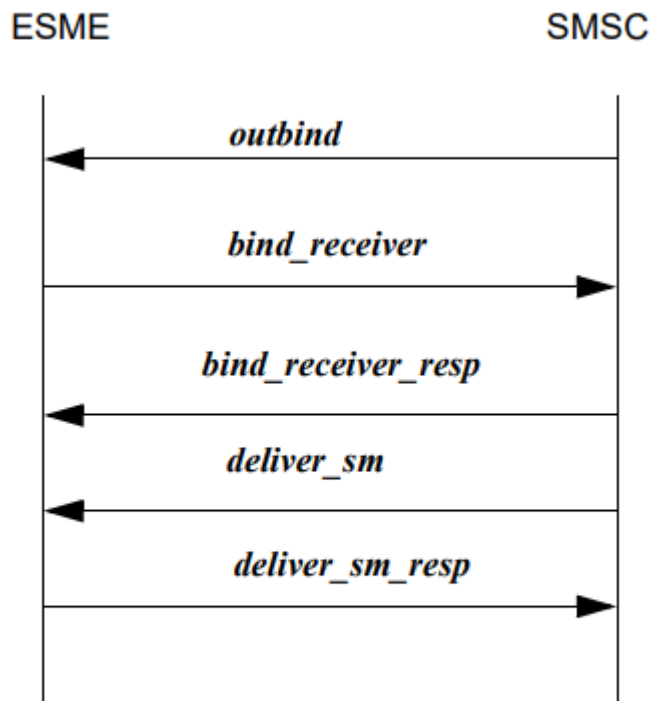 ESME SMSC
outbind
bind_receiver
bind_receiver_resp
deliver_sm
deliver_sm_resp